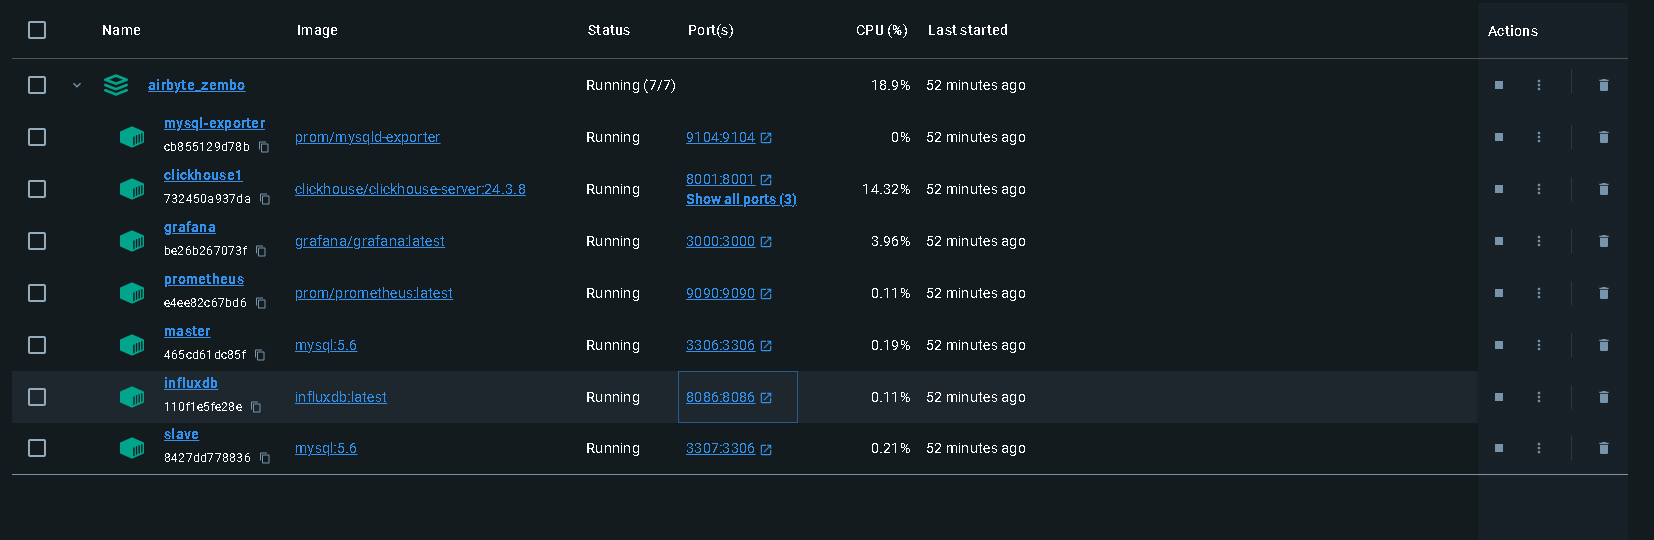 Name Image Status Port(s) CPU (%) Last started Actions
airbyte_zembo Running (7/7) 18.9% 52 minutes ago
mysql-exporter
cb855129d78b prom/mysqld-exporter Running 9104:9104 0% 52 minutes ago
clickhouse1
732450a937da clickhouse/clickhouse-server:24.3.8 Running 8001:8001 14.32% 52 minutes ago
Show all ports (3)
grafana
be26b267073f grafana/grafana:latest Running 3000:3000 3.96% 52 minutes ago
prometheus
e4ee82c67bd6 prom/prometheus:latest Running 9090:9090 0.11% 52 minutes ago
master
465cd61dc85f mysql:5.6 Running 3306:3306 0.19% 52 minutes ago
influxdb
110f1e5fe28e influxdb:latest Running 8086:8086 0.11% 52 minutes ago
slave
8427dd778836 mysql:5.6 Running 3307:3306 0.21% 52 minutes ago